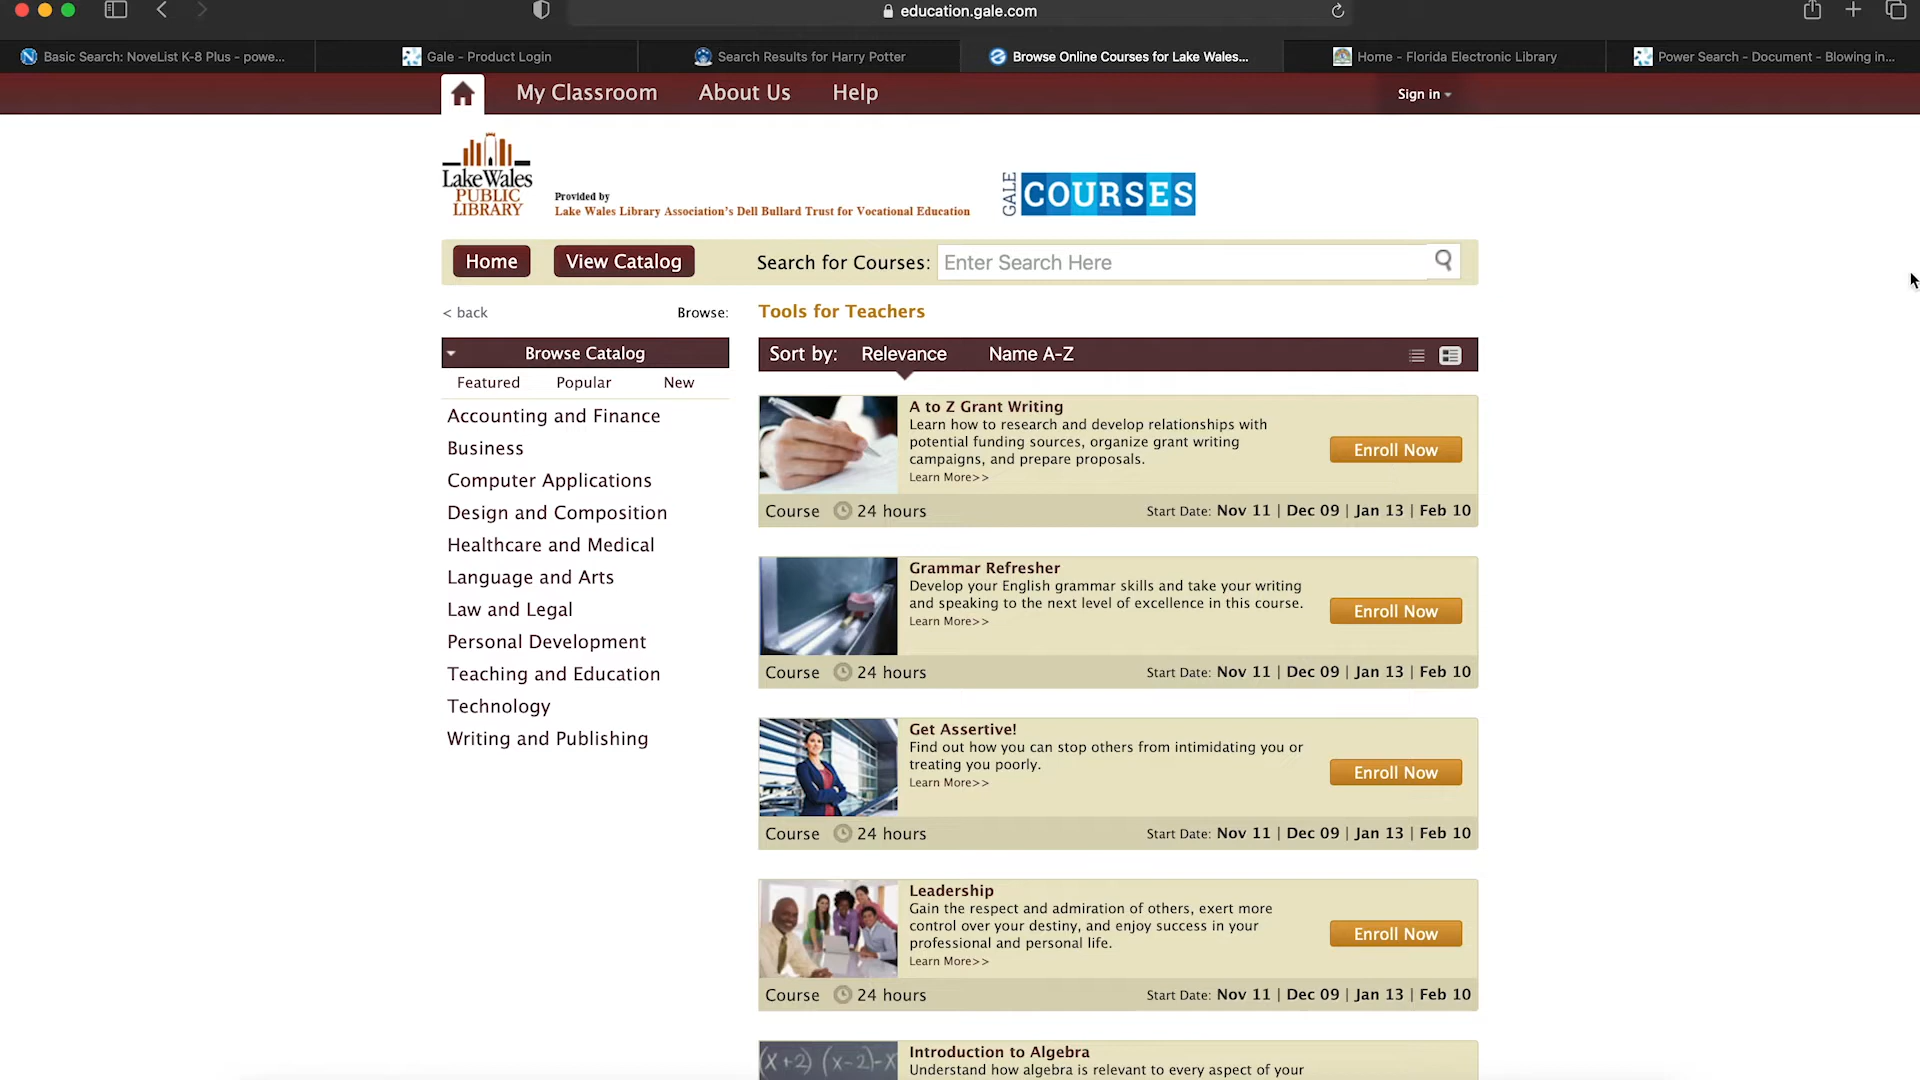 education.gale.com
Basic Search: NoveList K-8 Plus - powe...
Gale - Product Login
Search Results for Harry Potter
Browse Online Courses for Lake Wales...
Home - Florida Electronic Library
Power Search - Document - Blowing in...
My Classroom
About Us
Help
Sign in
Lake Wales
PUBLIC
LIBRARY
Provided by
Lake Wales Library Association's Dell Bullard Trust for Vocational Education
GALE
COURSES
Home
View Catalog
Search for Courses:
Enter Search Here
< back
Browse:
Tools for Teachers
Browse Catalog
Featured
Popular
New
Accounting and Finance
Business
Computer Applications
Design and Composition
Healthcare and Medical
Language and Arts
Law and Legal
Personal Development
Teaching and Education
Technology
Writing and Publishing
Sort by:
Relevance
Name A-Z
A to Z Grant Writing
Learn how to research and develop relationships with
potential funding sources, organize grant writing
campaigns, and prepare proposals.
Learn More>>
Enroll Now
Course
24 hours
Start Date: Nov 11 | Dec 09 | Jan 13 | Feb 10
Grammar Refresher
Develop your English grammar skills and take your writing
and speaking to the next level of excellence in this course.
Learn More>>
Enroll Now
Course
24 hours
Start Date: Nov 11 | Dec 09 | Jan 13 | Feb 10
Get Assertive!
Find out how you can stop others from intimidating you or
treating you poorly.
Learn More>>
Enroll Now
Course
24 hours
Start Date: Nov 11 | Dec 09 | Jan 13 | Feb 10
Leadership
Gain the respect and admiration of others, exert more
control over your destiny, and enjoy success in your
professional and personal life.
Learn More>>
Enroll Now
Course
24 hours
Start Date: Nov 11 | Dec 09 | Jan 13 | Feb 10
(x+2) (x-2)-x
Introduction to Algebra
Understand how algebra is relevant to every aspect of your